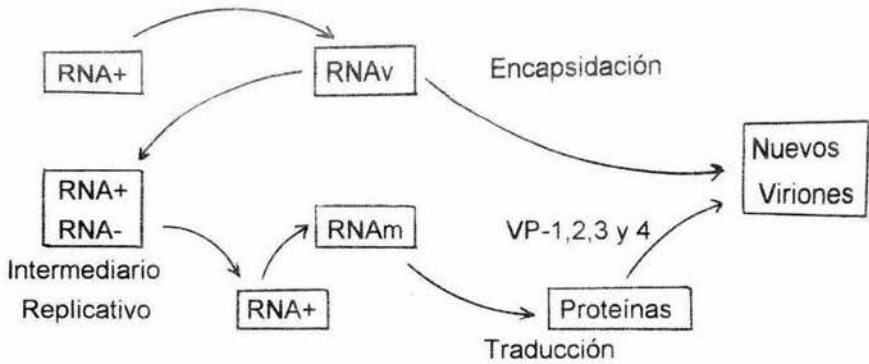 RNA+
RNAv
Encapsidación
RNA+
RNA-
Intermediario
Replicativo
RNA+
RNAm
VP-1,2,3 y 4
Proteínas
Traducción
Nuevos
Viriones